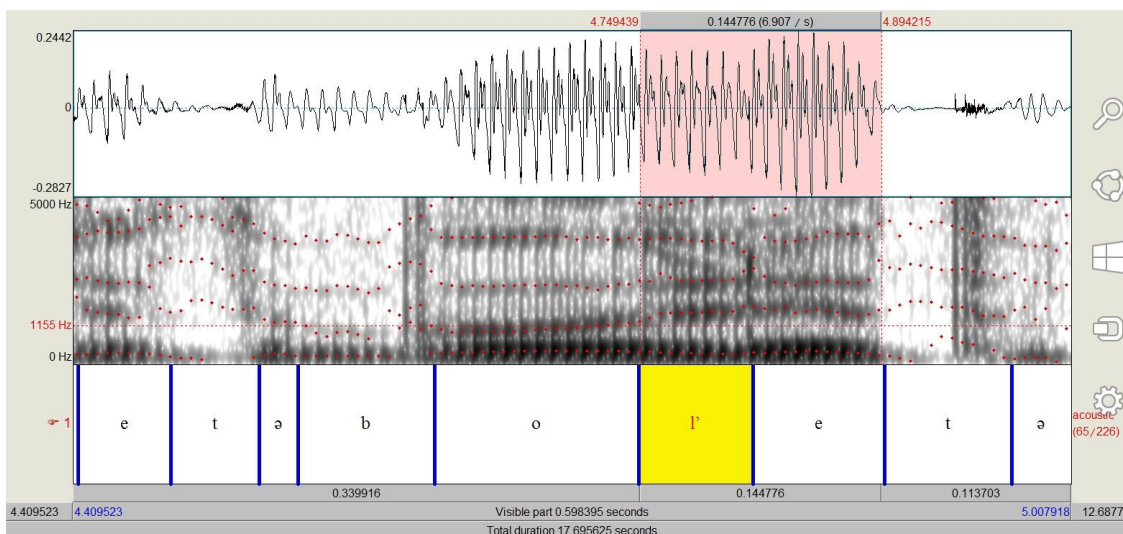 4.749439 0.144776 (6.907 / s) 4.894215
0.2442
0
-0.2827
5000 Hz
1155 Hz
0 Hz
1 e t ə b o l’ e t ə
acoustic
(65/226)
0.339916 0.144776 0.113703
4.409523 4.409523 Visible part 0.598395 seconds 5.007918 12.6877
Total duration 17.695625 seconds